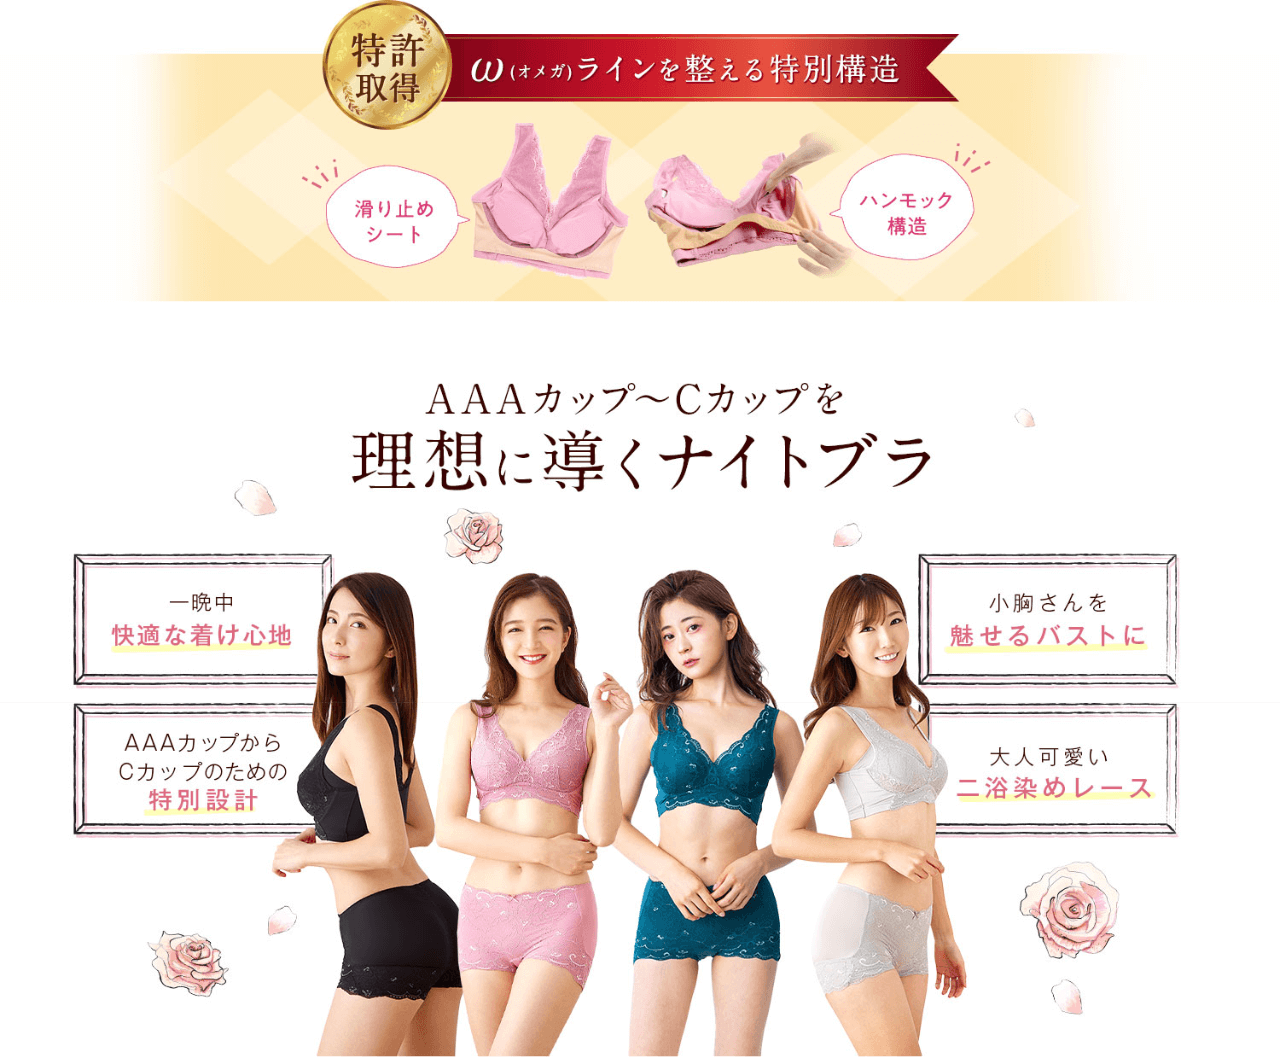 特許
取得
ω(オメガ)ラインを整える特別構造
滑り止め
シート
ハンモック
構造
AAAカップ～Cカップを
理想に導くナイトブラ
一晩中
快適な着け心地
小胸さんを
魅せるバストに
AAAカップから
Cカップのための
特別設計
大人可愛い
二浴染めレース